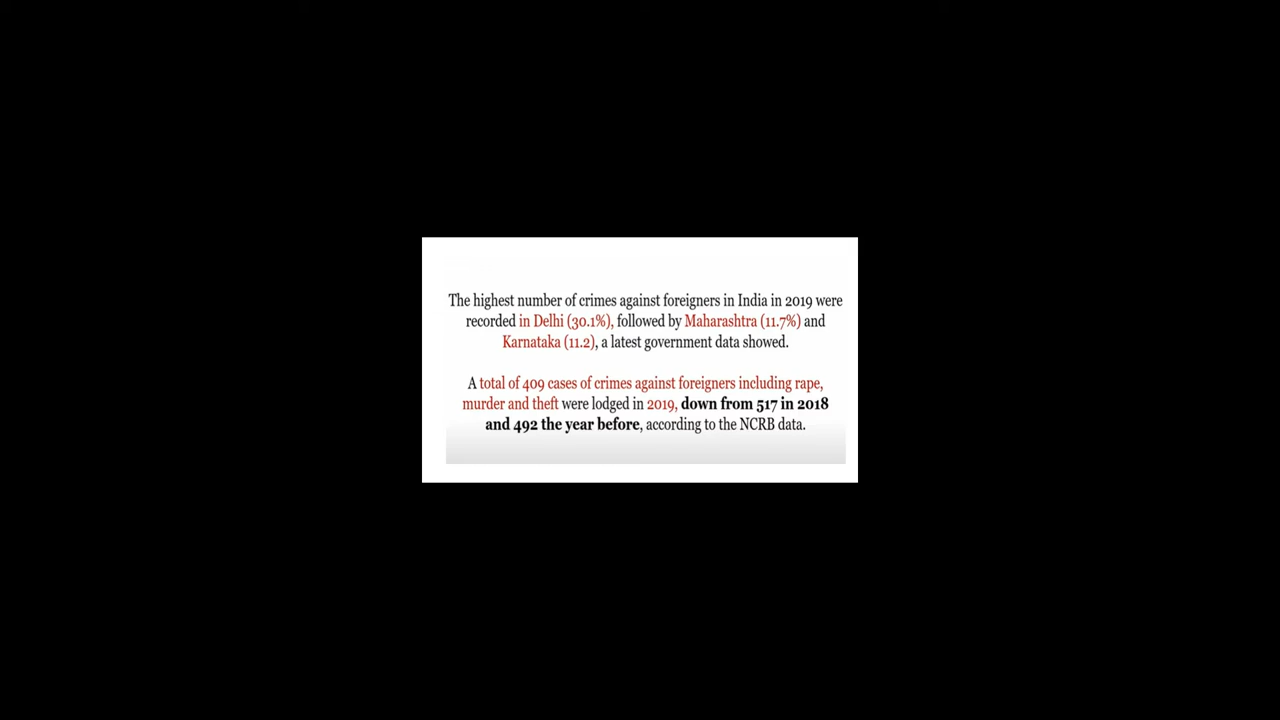 The highest number of crimes against foreigners in India in 2019 were
recorded in Delhi (30.1%), followed by Maharashtra (11.7%) and
Karnataka (11.2), a latest government data showed.
A total of 409 cases of crimes against foreigners including rape,
murder and theft were lodged in 2019, down from 517 in 2018
and 492 the year before, according to the NCRB data.